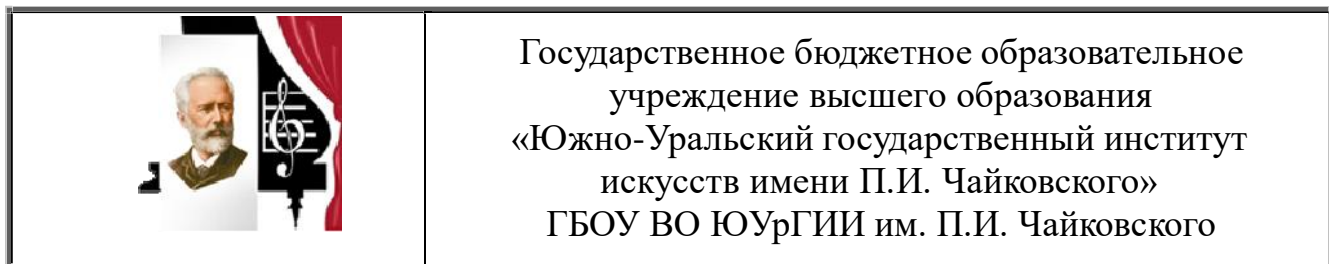 Государственное бюджетное образовательное
учреждение высшего образования
«Южно-Уральский государственный институт
искусств имени П.И. Чайковского»
ГБОУ ВО ЮУрГИИ им. П.И. Чайковского